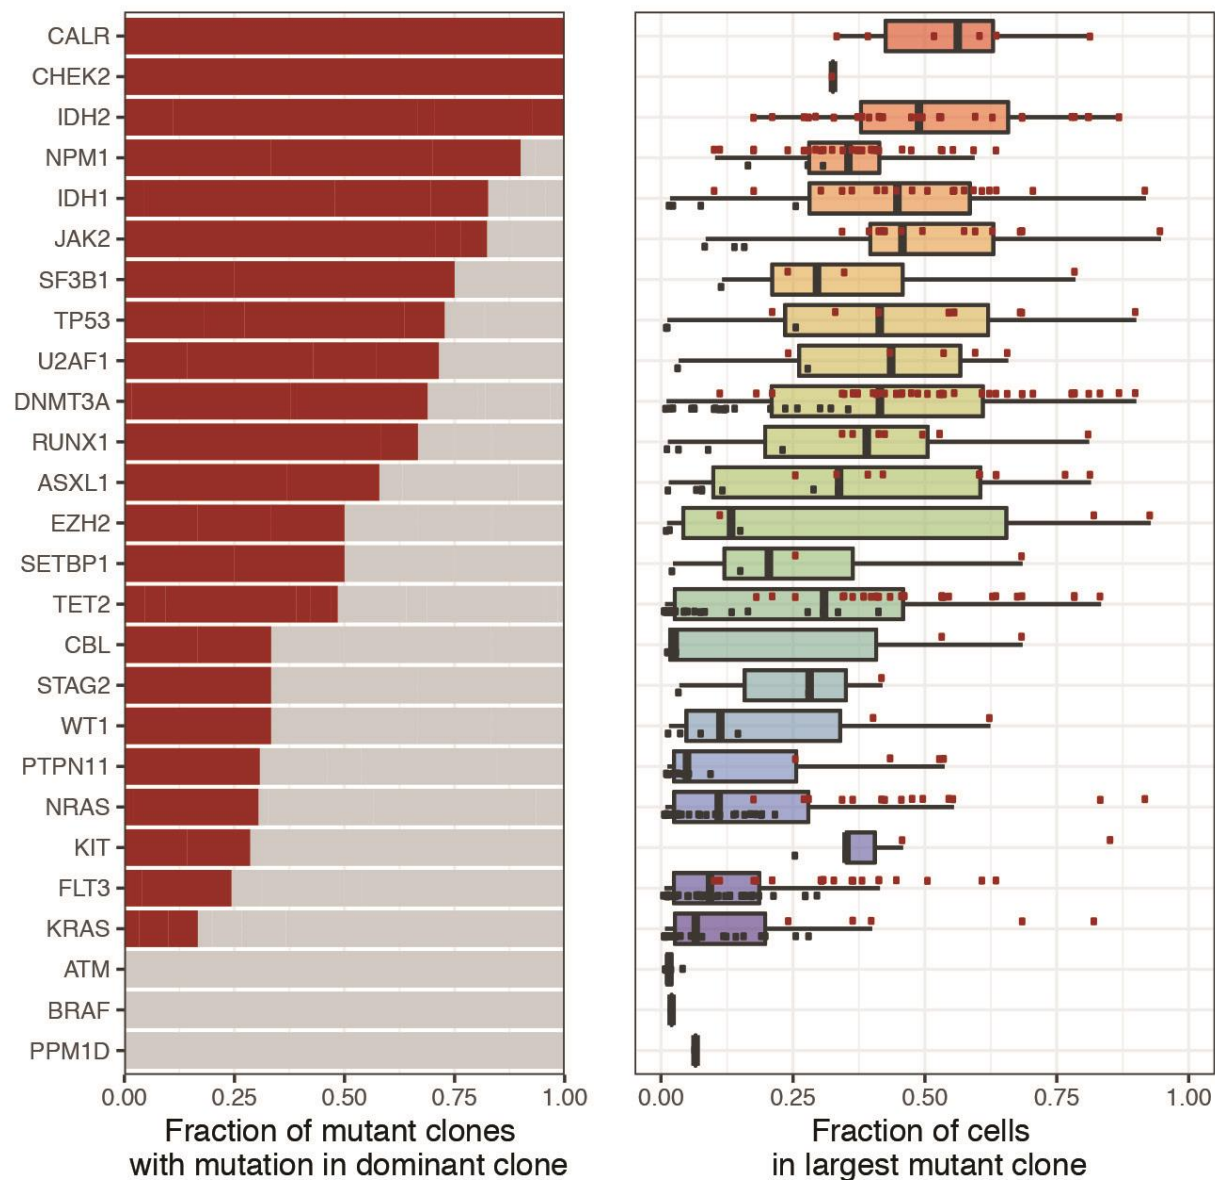 CALR
CHEK2
IDH2
NPM1
IDH1
JAK2
SF3B1
TP53
U2AF1
DNMT3A
RUNX1
ASXL1
EZH2
SETBP1
TET2
CBL
STAG2
WT1
PTPN11
NRAS
KIT
FLT3
KRAS
ATM
BRAF
PPM1D
0.00 0.25 0.50 0.75 1.00
Fraction of mutant clones
with mutation in dominant clone
0.00 0.25 0.50 0.75 1.00
Fraction of cells
in largest mutant clone